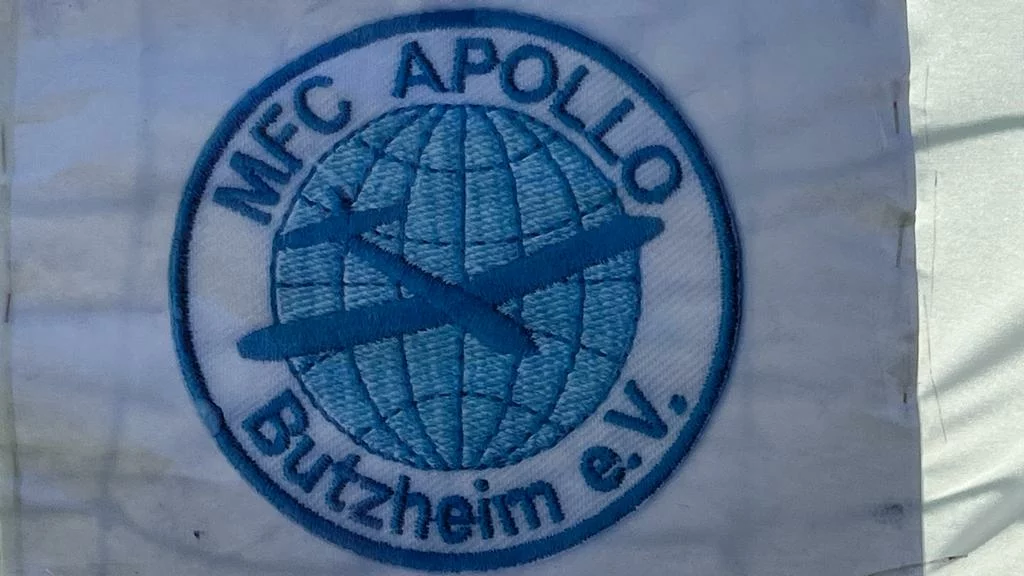 MFC APOLLO
Butzheim e.V.